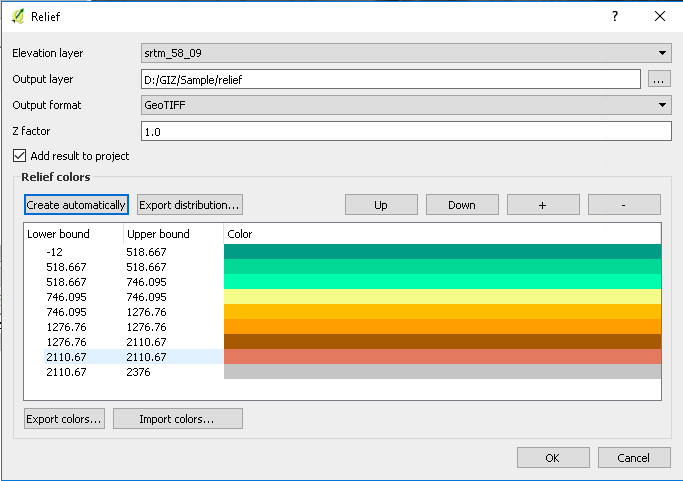 Relief
Elevation layer srtm_58_09
Output layer D:/GIZ/Sample/relief ...
Output format GeoTIFF
Z factor 1.0
Add result to project
Relief colors
Create automatically Export distribution... Up Down + -
Lower bound Upper bound Color
-12 518.667
518.667 518.667
518.667 746.095
746.095 746.095
746.095 1276.76
1276.76 1276.76
1276.76 2110.67
2110.67 2110.67
2110.67 2376
Export colors... Import colors...
OK Cancel